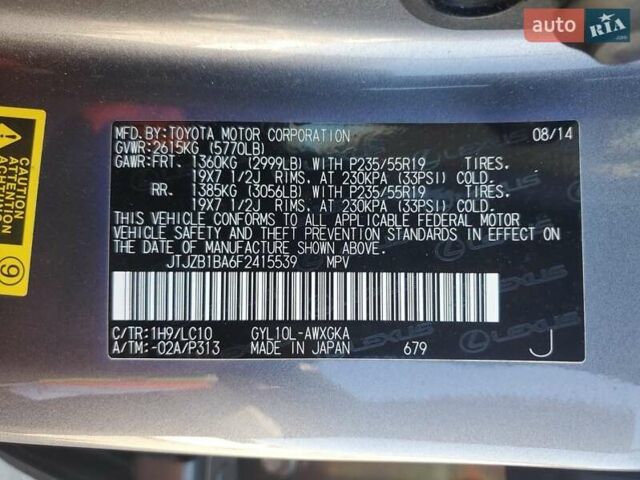 auto RIA.com
CAUTION
ATTENTION
9
MFD.BY:TOYOTA MOTOR CORPORATION 08/14
GVWR:2615KG (5770LB)
GAWR:FRT. 1360KG (2999LB) WITH P235/55R19 TIRES.
19X7 1/2J RIMS. AT 230KPA (33PSI) COLD.
RR. 1385KG (3056LB) WITH P235/55R19 TIRES.
19X7 1/2J RIMS. AT 230KPA (33PSI) COLD.
THIS VEHICLE CONFORMS TO ALL APPLICABLE FEDERAL MOTOR
VEHICLE SAFETY AND THEFT PREVENTION STANDARDS IN EFFECT ON
THE DATE OF MANUFACTURE SHOWN ABOVE.
JTJZB1BA6F2415539 MPV
LEXUS
C/TR:1H9/LC10 GYL10L-AWXGKA
A/TM:-02A/P313 MADE IN JAPAN 679 J